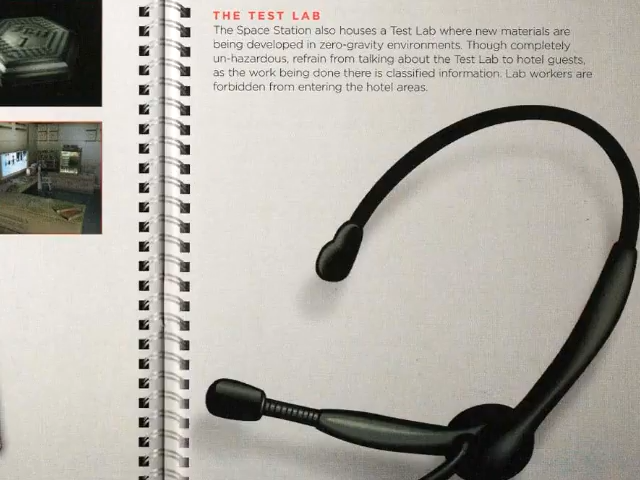 THE TEST LAB
The Space Station also houses a Test Lab where new materials are
being developed in zero-gravity environments. Though completely
un-hazardous, refrain from talking about the Test Lab to hotel guests,
as the work being done there is classified information. Lab workers are
forbidden from entering the hotel areas.